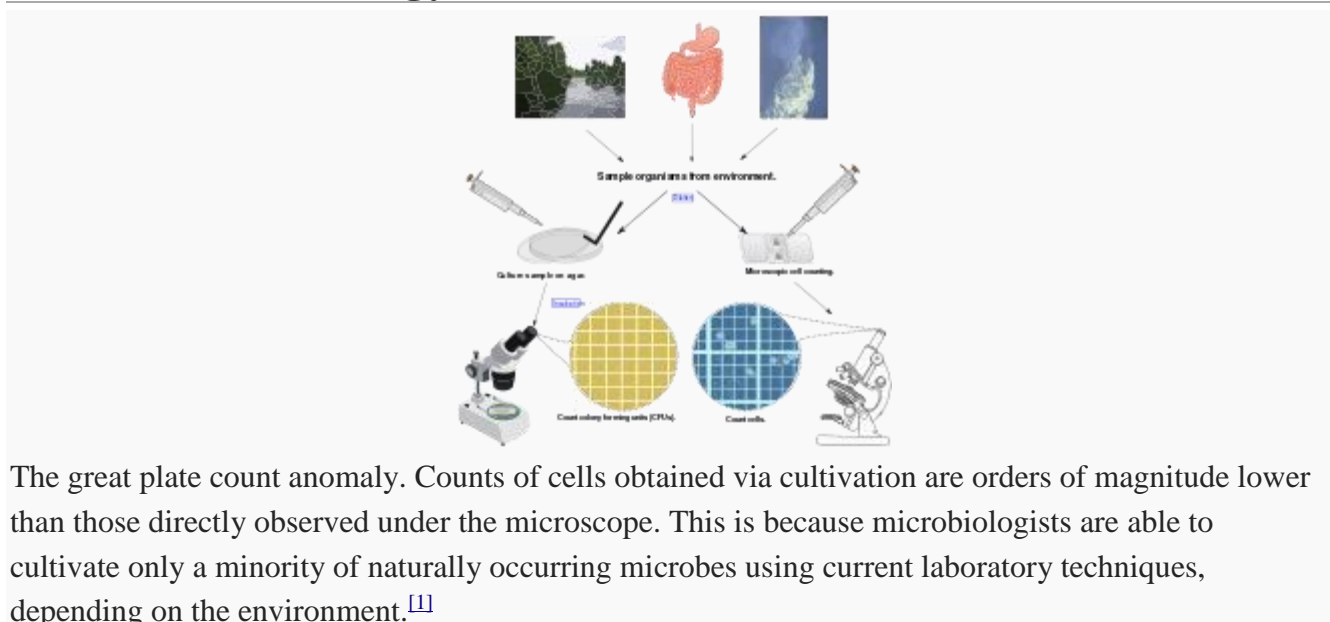 Sample organisms from environment.
Culture sample on agar.
Microscopic cell counting.
Count colony forming units (CFUs).
Count cells.
The great plate count anomaly. Counts of cells obtained via cultivation are orders of magnitude lower
than those directly observed under the microscope. This is because microbiologists are able to
cultivate only a minority of naturally occurring microbes using current laboratory techniques,
depending on the environment.[1]